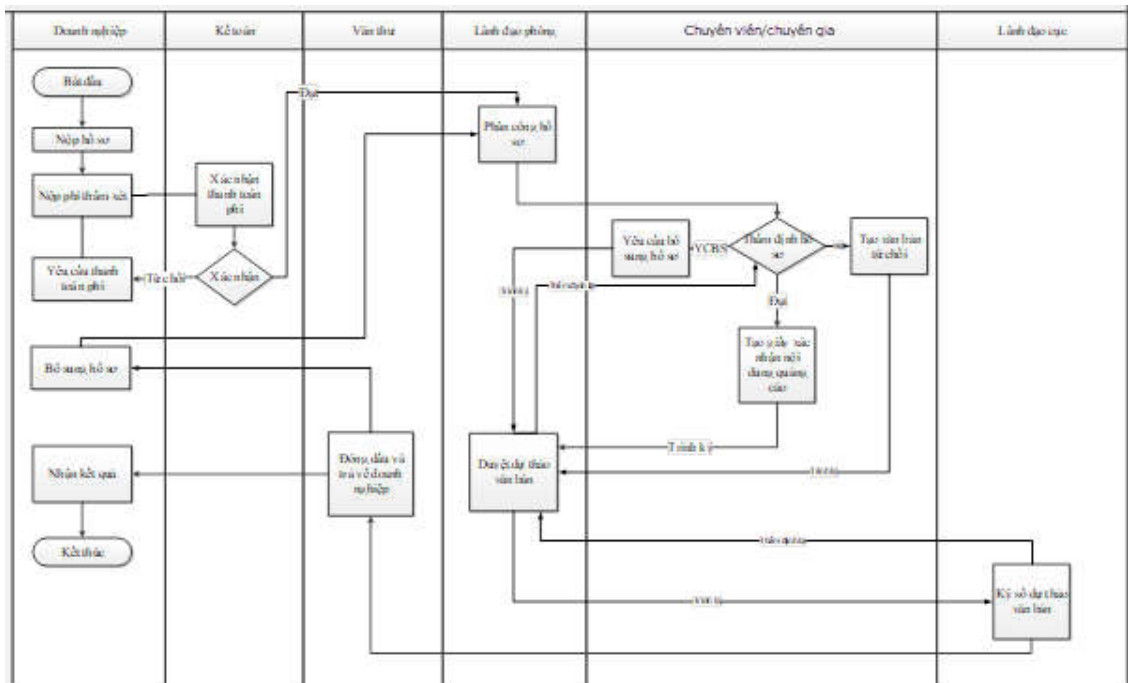 Doanh nghiệp
Kế toán
Văn thư
Lãnh đạo phòng
Chuyên viên/chuyên gia
Lãnh đạo cục
Bắt đầu
Nộp hồ sơ
Nộp phí thẩm xét
Xác nhận
thanh toán
phí
Xác nhận
Từ chối
Yêu cầu thanh
toán phí
Đạt
Phân công hồ
sơ
Thẩm định hồ
sơ
YCBS
Yêu cầu bổ
sung hồ sơ
Tạo văn bản
từ chối
Đạt
Tạo giấy xác
nhận nội
dung quảng
cáo
Trình ký
Bổ sung hồ sơ
Đóng dấu và
trả về doanh
nghiệp
Duyệt dự thảo
văn bản
Nhận kết quả
Kết thúc
Ký số dự thảo
văn bản